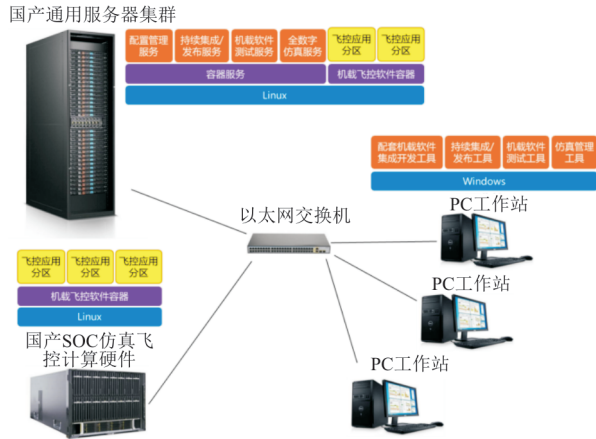 国产通用服务器集群
配置管理
服务
持续集成/
发布服务
机载软件
测试服务
全数字
仿真服务
飞控应用
分区
飞控应用
分区
容器服务
机载飞控软件容器
Linux
配套机载软件
集成开发工具
持续集成/
发布工具
机载软件
测试工具
仿真管理
工具
Windows
PC工作站
以太网交换机
飞控应用
分区
飞控应用
分区
飞控应用
分区
机载飞控软件容器
Linux
PC工作站
国产SOC仿真飞
控计算硬件
PC工作站